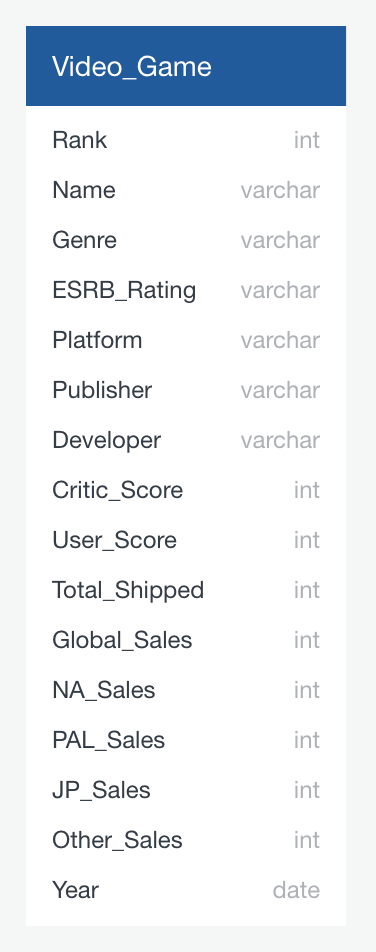 Video_Game
Rank int
Name varchar
Genre varchar
ESRB_Rating varchar
Platform varchar
Publisher varchar
Developer varchar
Critic_Score int
User_Score int
Total_Shipped int
Global_Sales int
NA_Sales int
PAL_Sales int
JP_Sales int
Other_Sales int
Year date